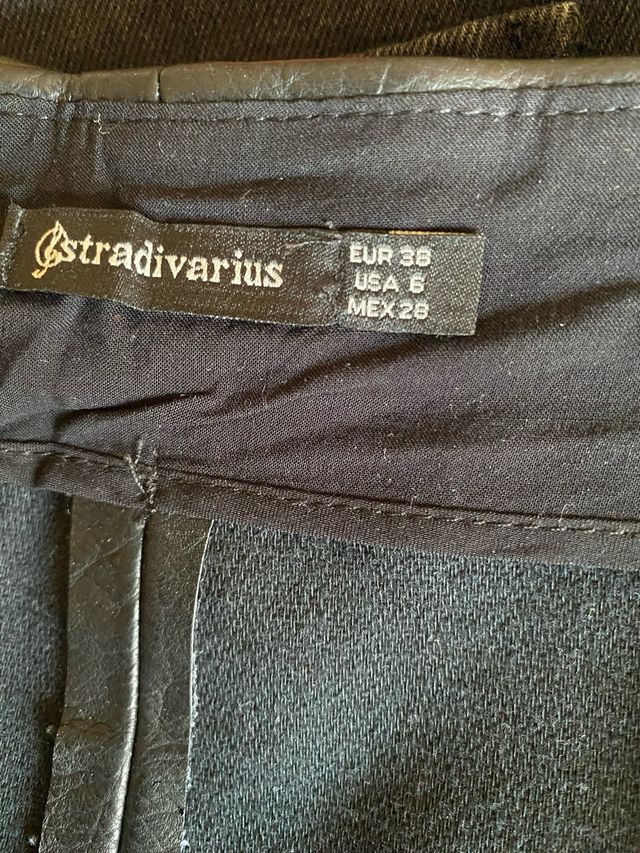 stradivarius
EUR 38
USA 6
MEX 28